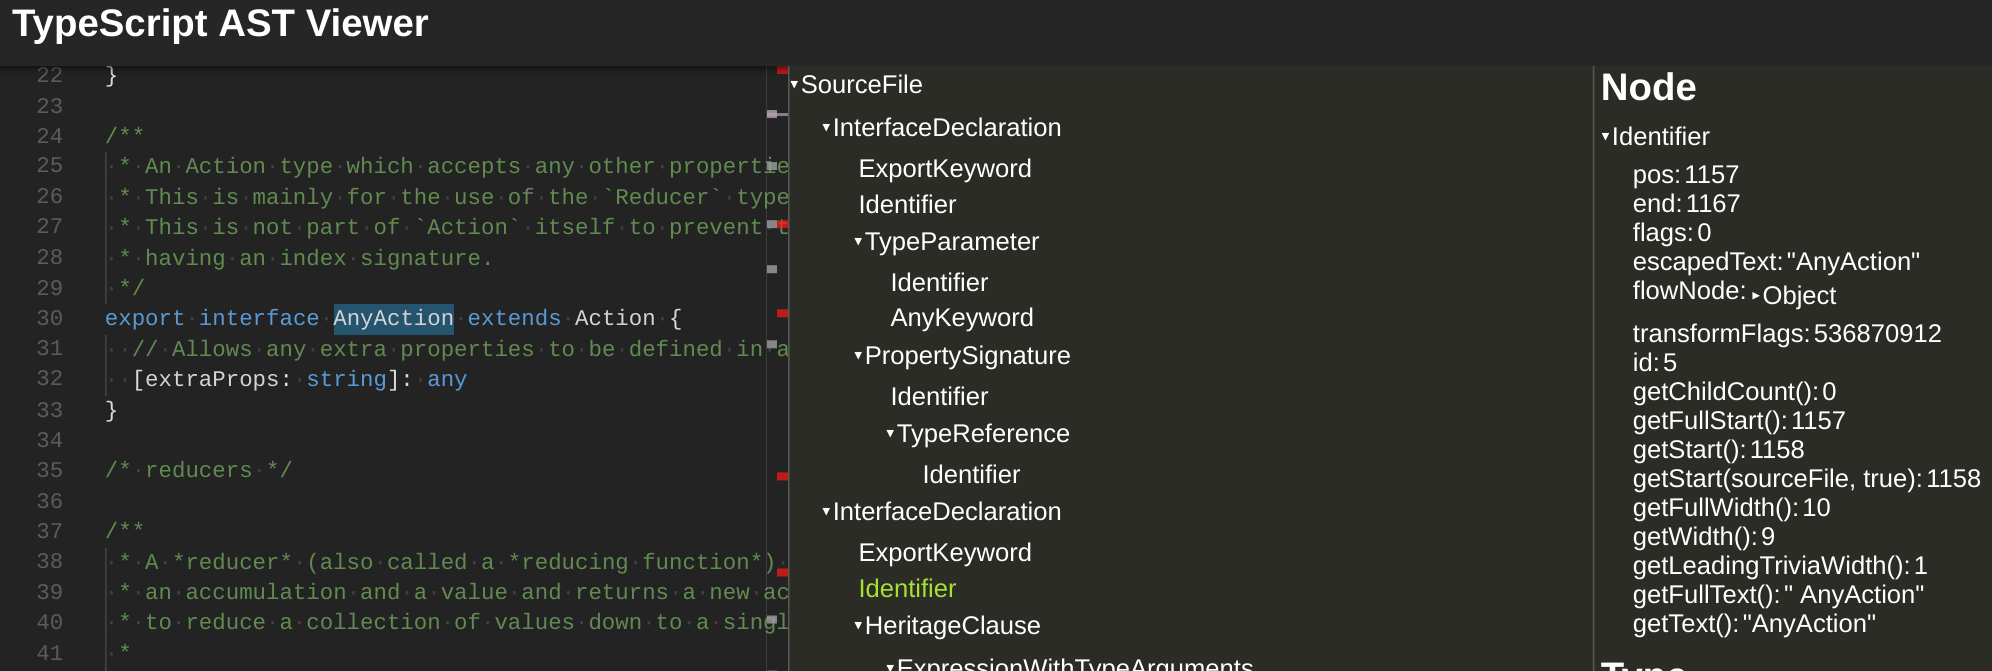 TypeScript AST Viewer
22 }
23
24 /**
25 * An Action type which accepts any other propertie
26 * This is mainly for the use of the `Reducer` type
27 * This is not part of `Action` itself to prevent t
28 * having an index signature.
29 */
30 export interface AnyAction extends Action {
31 // Allows any extra properties to be defined in a
32 [extraProps: string]: any
33 }
34
35 /* reducers */
36
37 /**
38 * A *reducer* (also called a *reducing function*)
39 * an accumulation and a value and returns a new ac
40 * to reduce a collection of values down to a singl
41 *
SourceFile
InterfaceDeclaration
ExportKeyword
Identifier
TypeParameter
Identifier
AnyKeyword
PropertySignature
Identifier
TypeReference
Identifier
InterfaceDeclaration
ExportKeyword
Identifier
HeritageClause
ExpressionWithTypeArguments
Node
Identifier
pos: 1157
end: 1167
flags: 0
escapedText: "AnyAction"
flowNode: Object
transformFlags: 536870912
id: 5
getChildCount(): 0
getFullStart(): 1157
getStart(): 1158
getStart(sourceFile, true): 1158
getFullWidth(): 10
getWidth(): 9
getLeadingTriviaWidth(): 1
getFullText(): " AnyAction"
getText(): "AnyAction"
Type